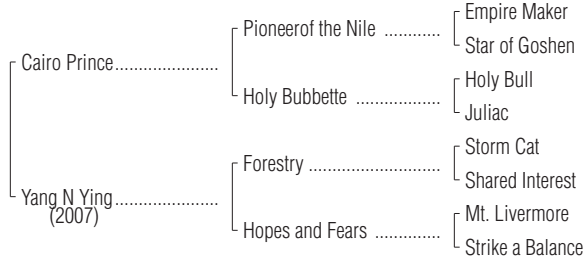 Empire Maker
Pioneerof the Nile ............
Star of Goshen
Cairo Prince.....................
Holy Bull
Holy Bubbette ..................
Juliac
Storm Cat
Forestry ..........................
Shared Interest
Yang N Ying.....................
(2007)
Mt. Livermore
Hopes and Fears ..............
Strike a Balance